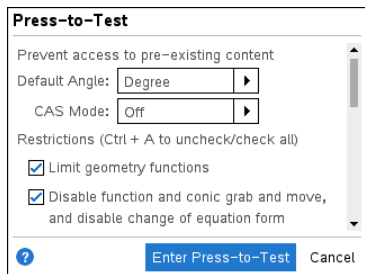 Press-to-Test
Prevent access to pre-existing content
Default Angle: Degree
CAS Mode: Off
Restrictions (Ctrl + A to uncheck/check all)
Limit geometry functions
Disable function and conic grab and move,
and disable change of equation form
? Enter Press-to-Test Cancel